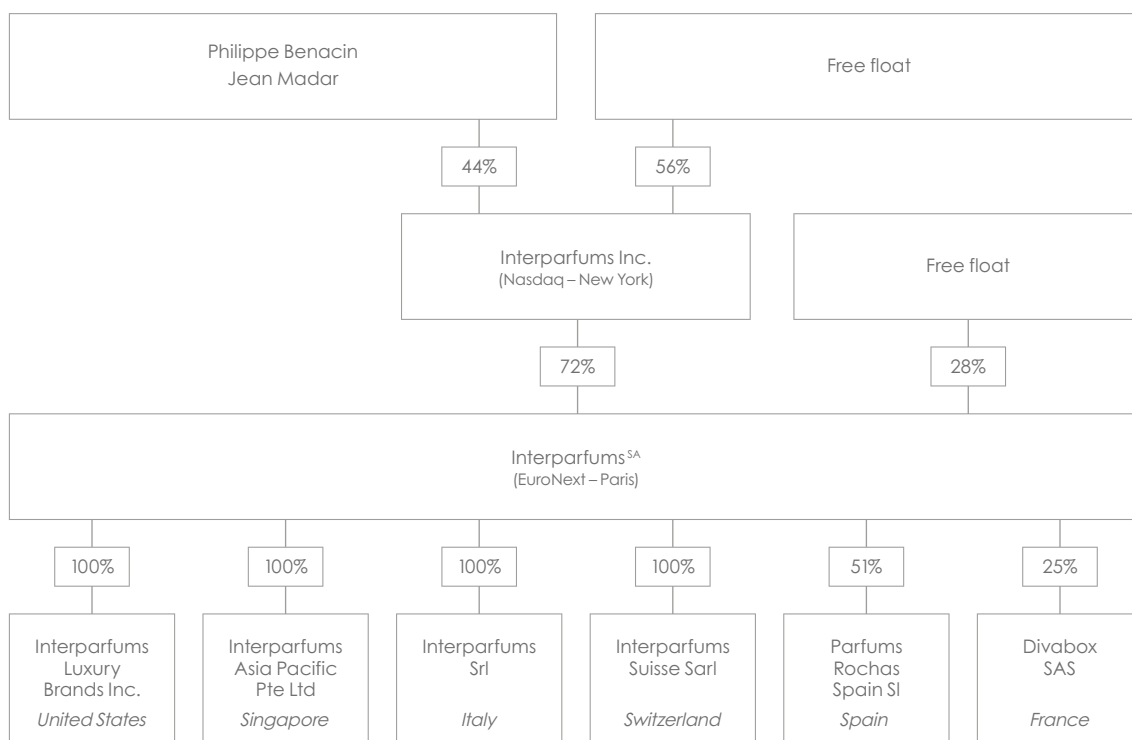 Philippe Benacin
Jean Madar
Free float
44%
56%
Interparfums Inc.
(Nasdaq – New York)
Free float
72%
28%
Interparfums SA
(EuroNext – Paris)
100%
100%
100%
100%
51%
25%
Interparfums
Luxury
Brands Inc.
United States
Interparfums
Asia Pacific
Pte Ltd
Singapore
Interparfums
Srl
Italy
Interparfums
Suisse Sarl
Switzerland
Parfums
Rochas
Spain Sl
Spain
Divabox
SAS
France